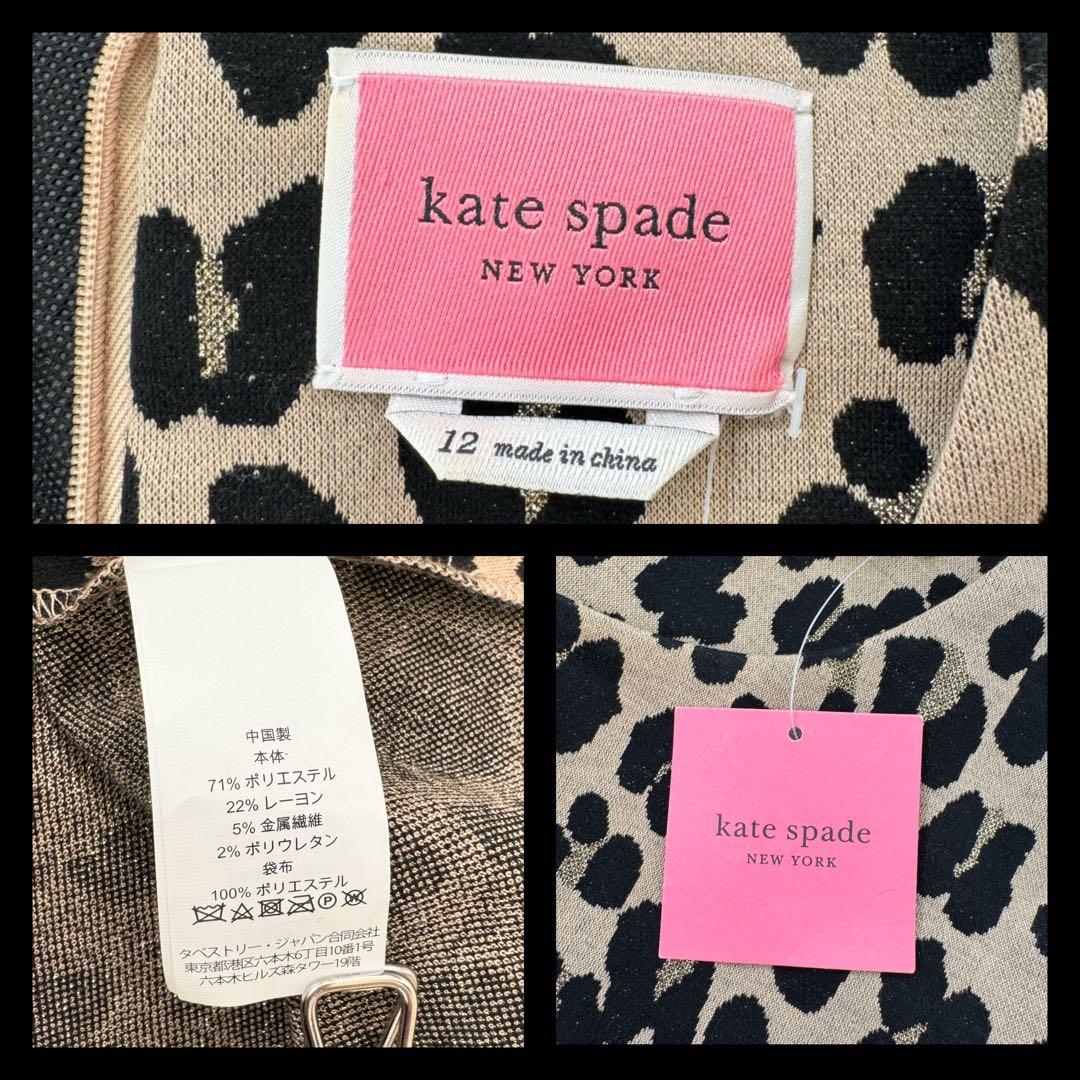 kate spade
NEW YORK
12 made in china
中国製
本体
71% ポリエステル
22% レーヨン
5% 金属繊維
2% ポリウレタン
袋布
100% ポリエステル
タペストリー・ジャパン合同会社
東京都港区六本木6丁目10番1号
六本木ヒルズ森タワー19階
kate spade
NEW YORK